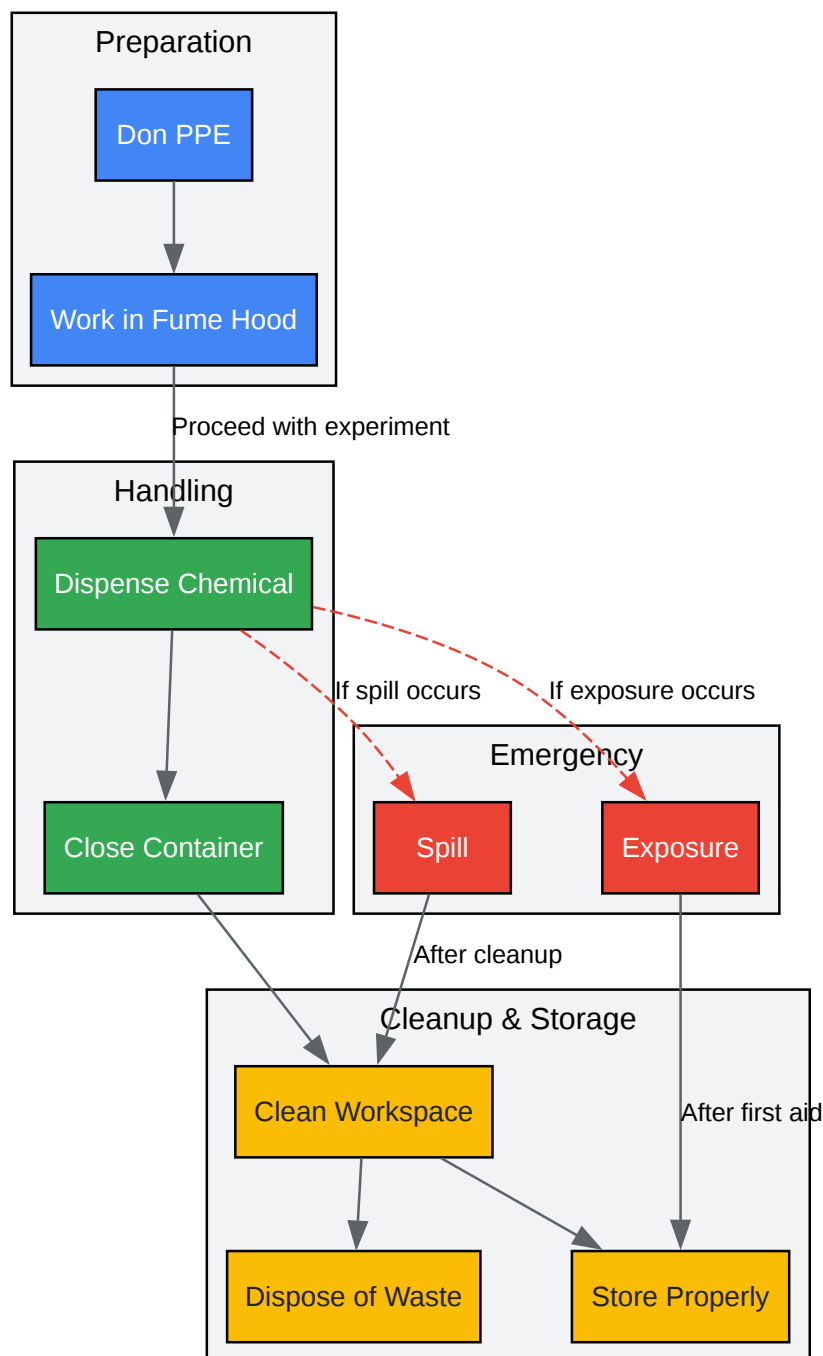 Preparation
Don PPE
Work in Fume Hood
Proceed with experiment
Handling
Dispense Chemical
If spill occurs
If exposure occurs
Emergency
Close Container
Spill
Exposure
After cleanup
Cleanup & Storage
Clean Workspace
After first aid
Dispose of Waste
Store Properly